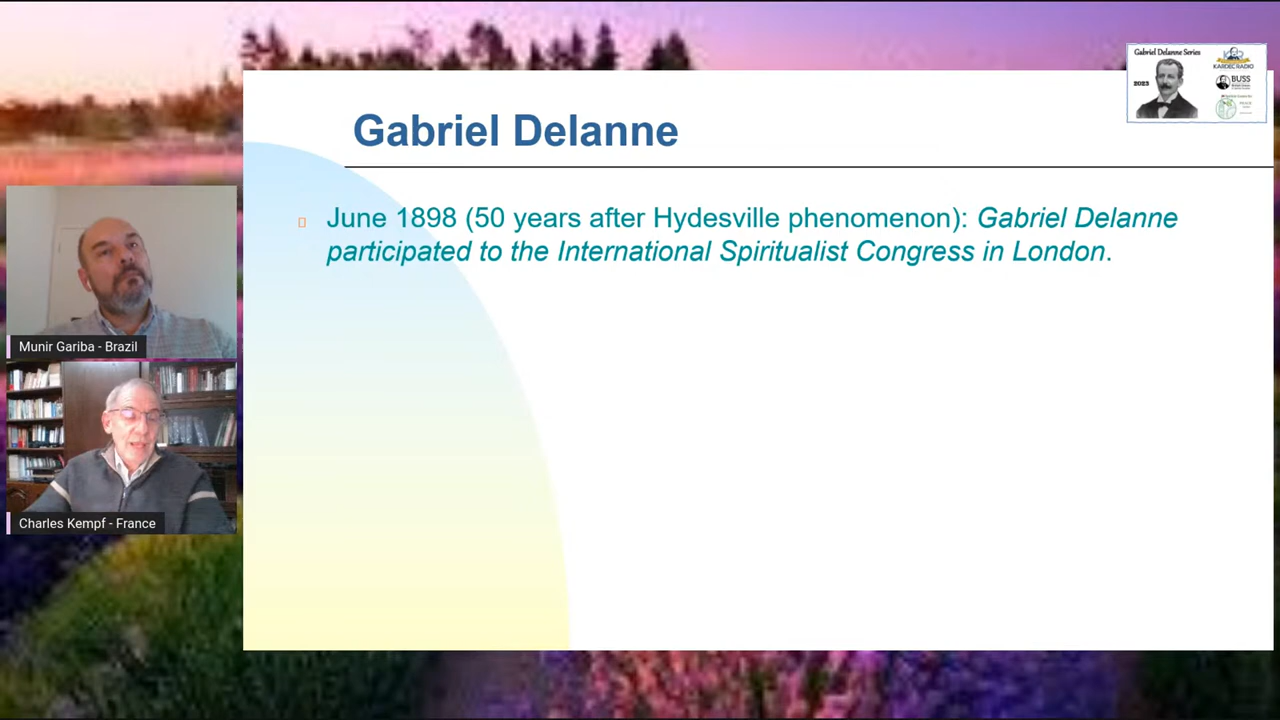 Gabriel Delanne Series
2023
KARDEC RADIO
BUSS
Gabriel Delanne
June 1898 (50 years after Hydesville phenomenon): Gabriel Delanne
participated to the International Spiritualist Congress in London.
Munir Gariba - Brazil
Charles Kempf - France